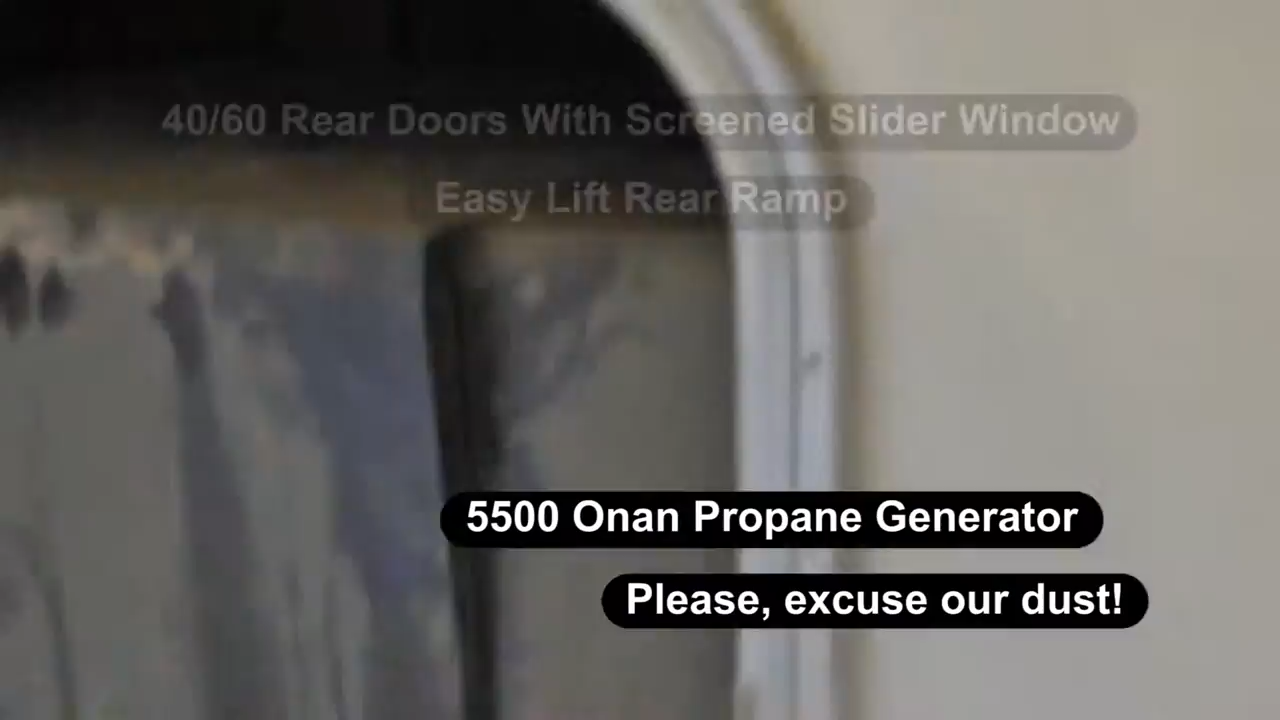 40/60 Rear Doors With Screened Slider Window
Easy Lift Rear Ramp
5500 Onan Propane Generator
Please, excuse our dust!